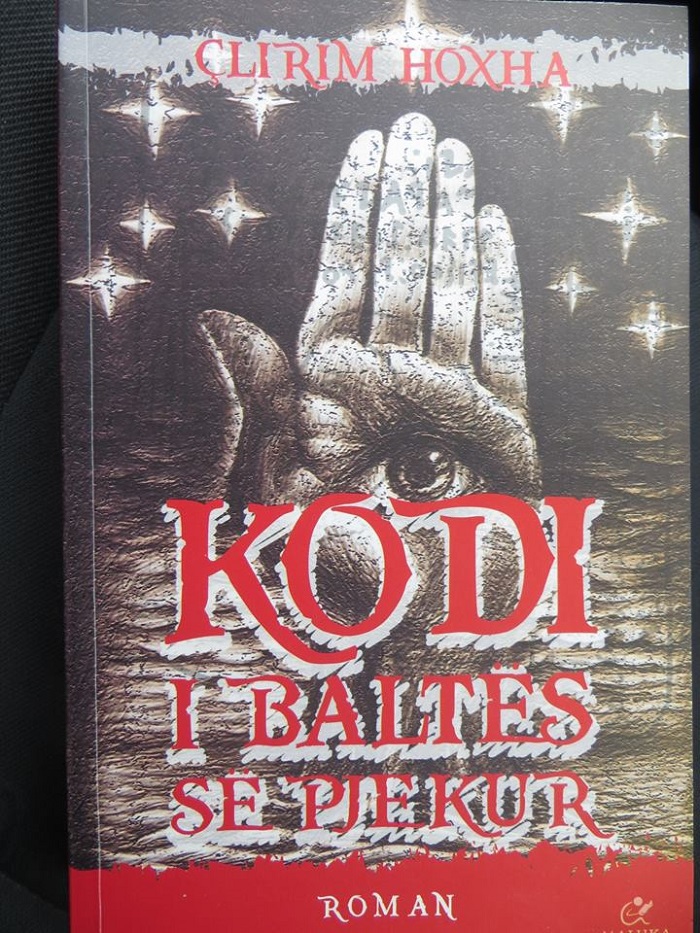 ÇLIRIM HOXHA
KODI
I BALTËS
SË PJEKUR
ROMAN